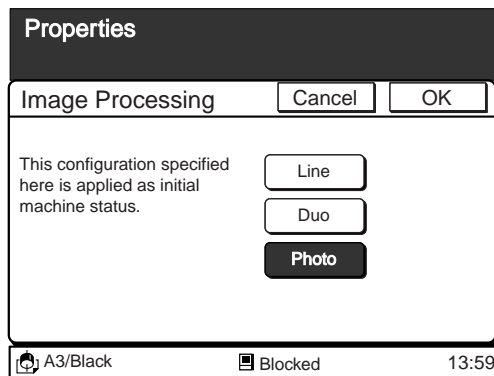 Properties
Image Processing Cancel OK
This configuration specified
here is applied as initial
machine status.
Line
Duo
Photo
A3/Black Blocked 13:59